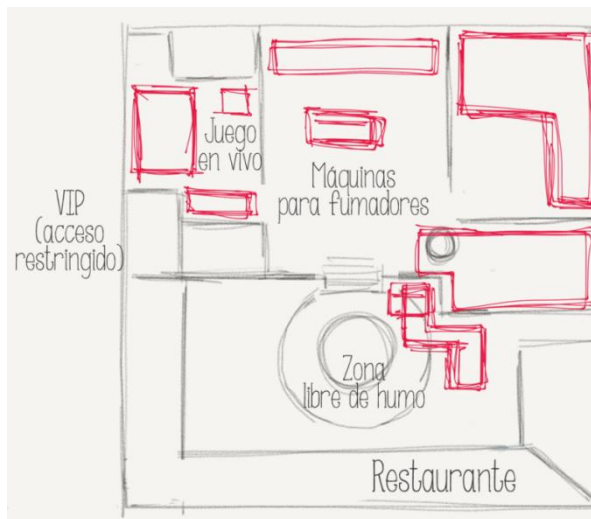 Juego
en vivo
Máquinas
para fumadores
VIP
(acceso
restringido)
Zona
libre de humo
Restaurante